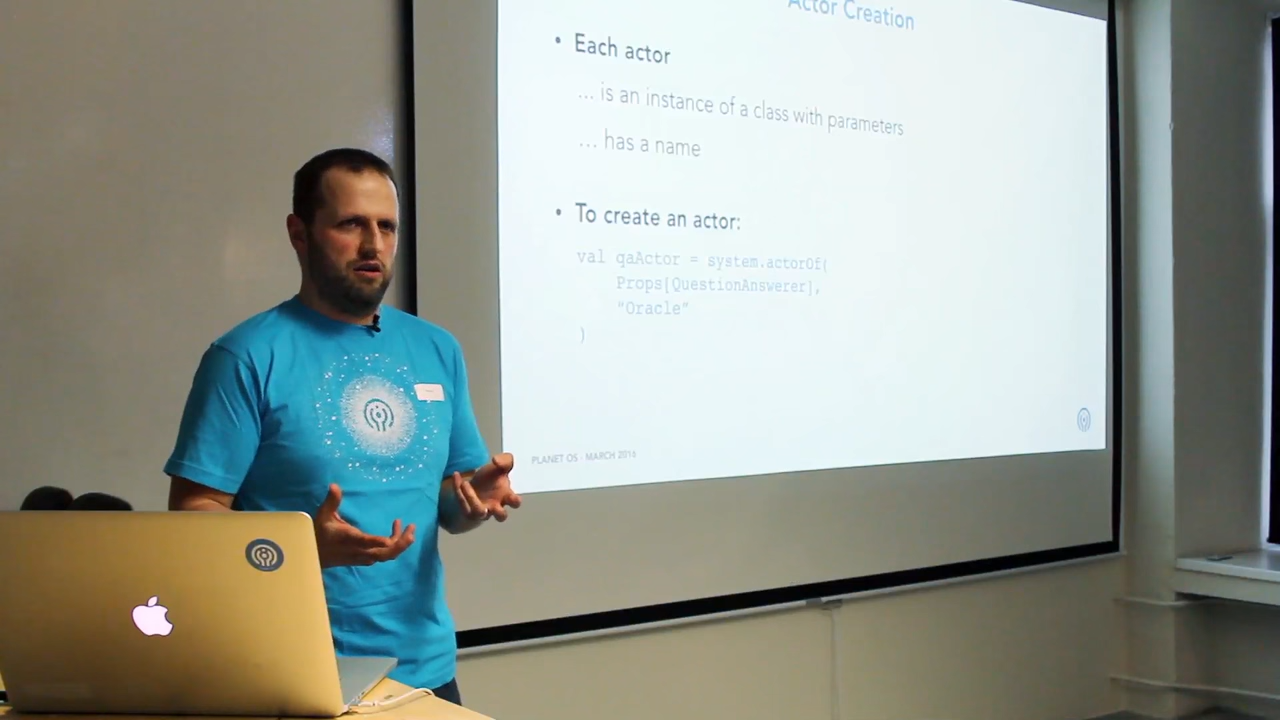 Actor Creation
• Each actor
... is an instance of a class with parameters
... has a name
• To create an actor:
val qaActor = system.actorOf(
Props[QuestionAnswerer],
“Oracle”
)
PLANET OS - MARCH 2016